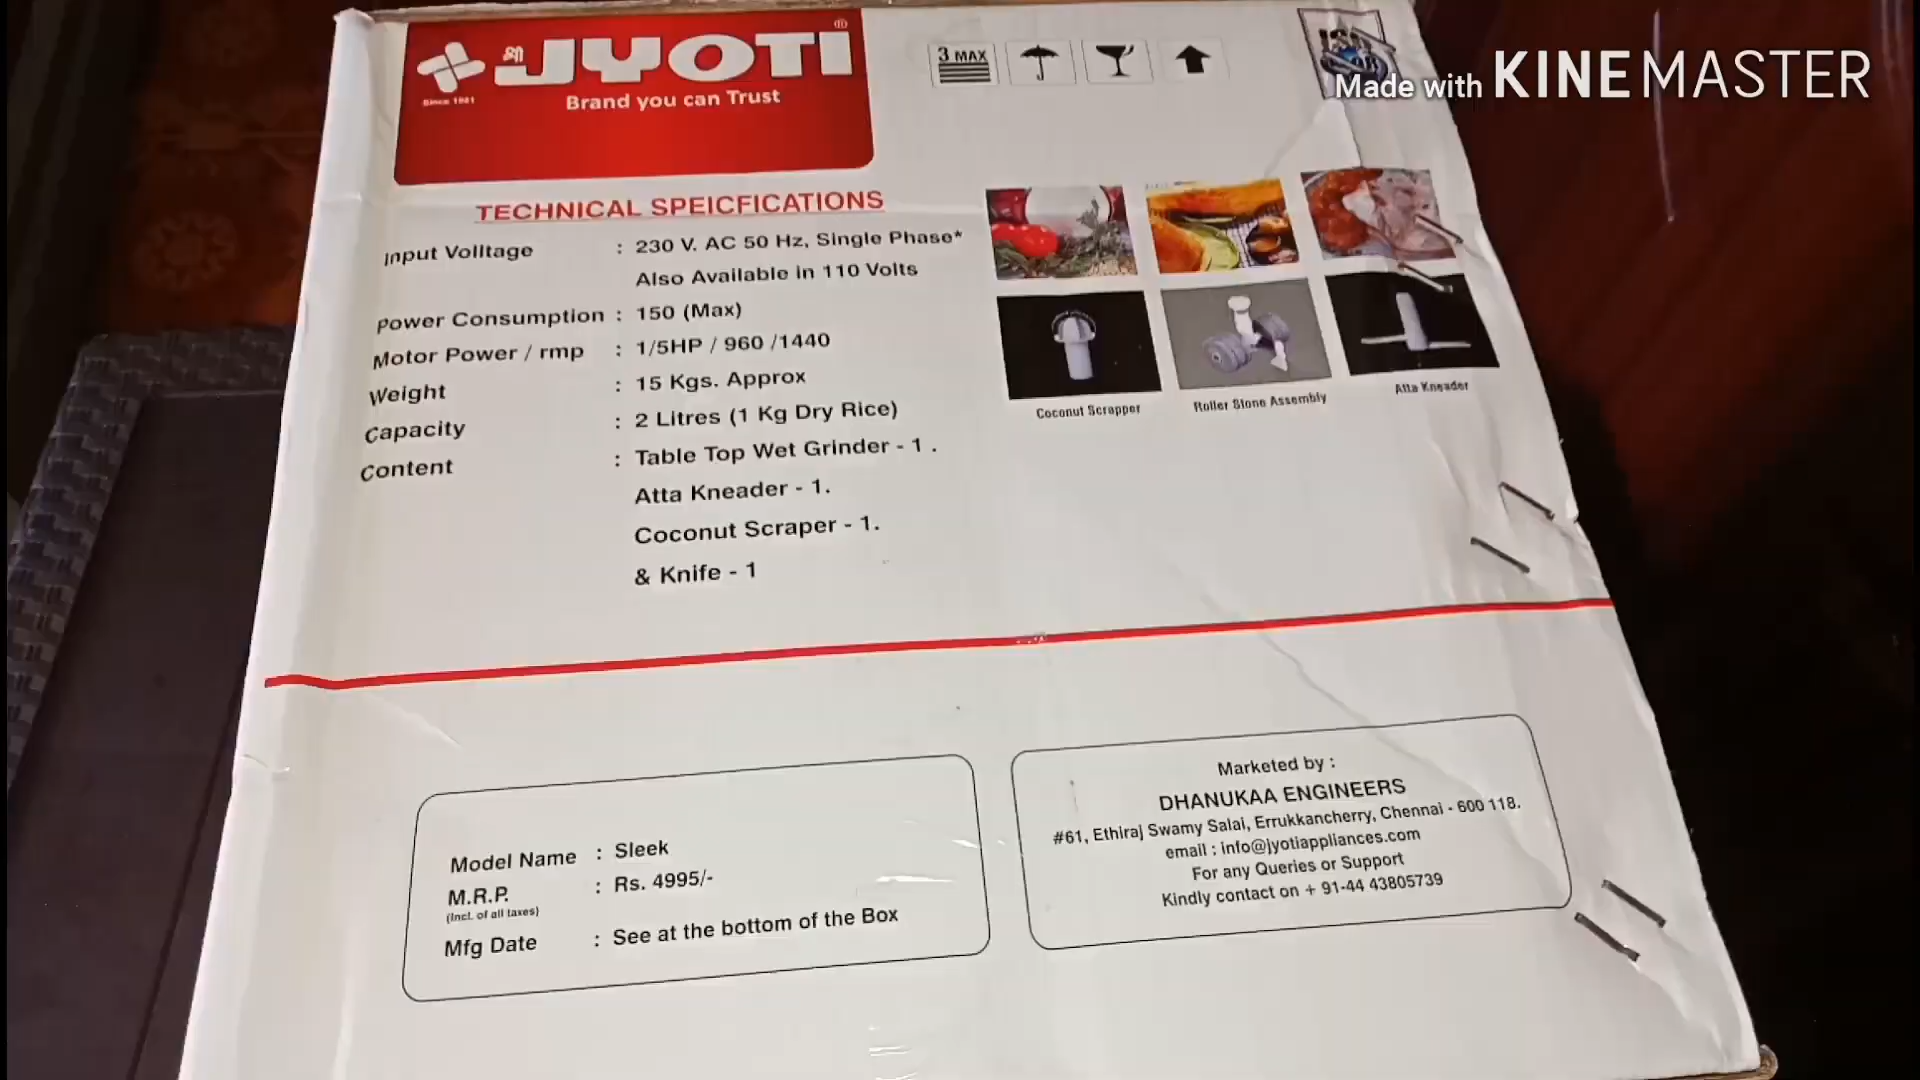 श्री JYOTI ®
Since 1981
Brand you can Trust
3 MAX
Made with KINEMASTER
TECHNICAL SPEICFICATIONS
Input Volltage : 230 V. AC 50 Hz, Single Phase*
Also Available in 110 Volts
Power Consumption : 150 (Max)
Motor Power / rmp : 1/5HP / 960 /1440
Weight : 15 Kgs. Approx
Capacity : 2 Litres (1 Kg Dry Rice)
Content : Table Top Wet Grinder - 1 .
Atta Kneader - 1.
Coconut Scraper - 1.
& Knife - 1
Coconut Scrapper
Roller Stone Assembly
Atta Kneader
Model Name : Sleek
M.R.P. : Rs. 4995/-
(Incl. of all taxes)
Mfg Date : See at the bottom of the Box
Marketed by :
DHANUKAA ENGINEERS
#61, Ethiraj Swamy Salai, Errukkancherry, Chennai - 600 118.
email : info@jyotiappliances.com
For any Queries or Support
Kindly contact on + 91-44 43805739